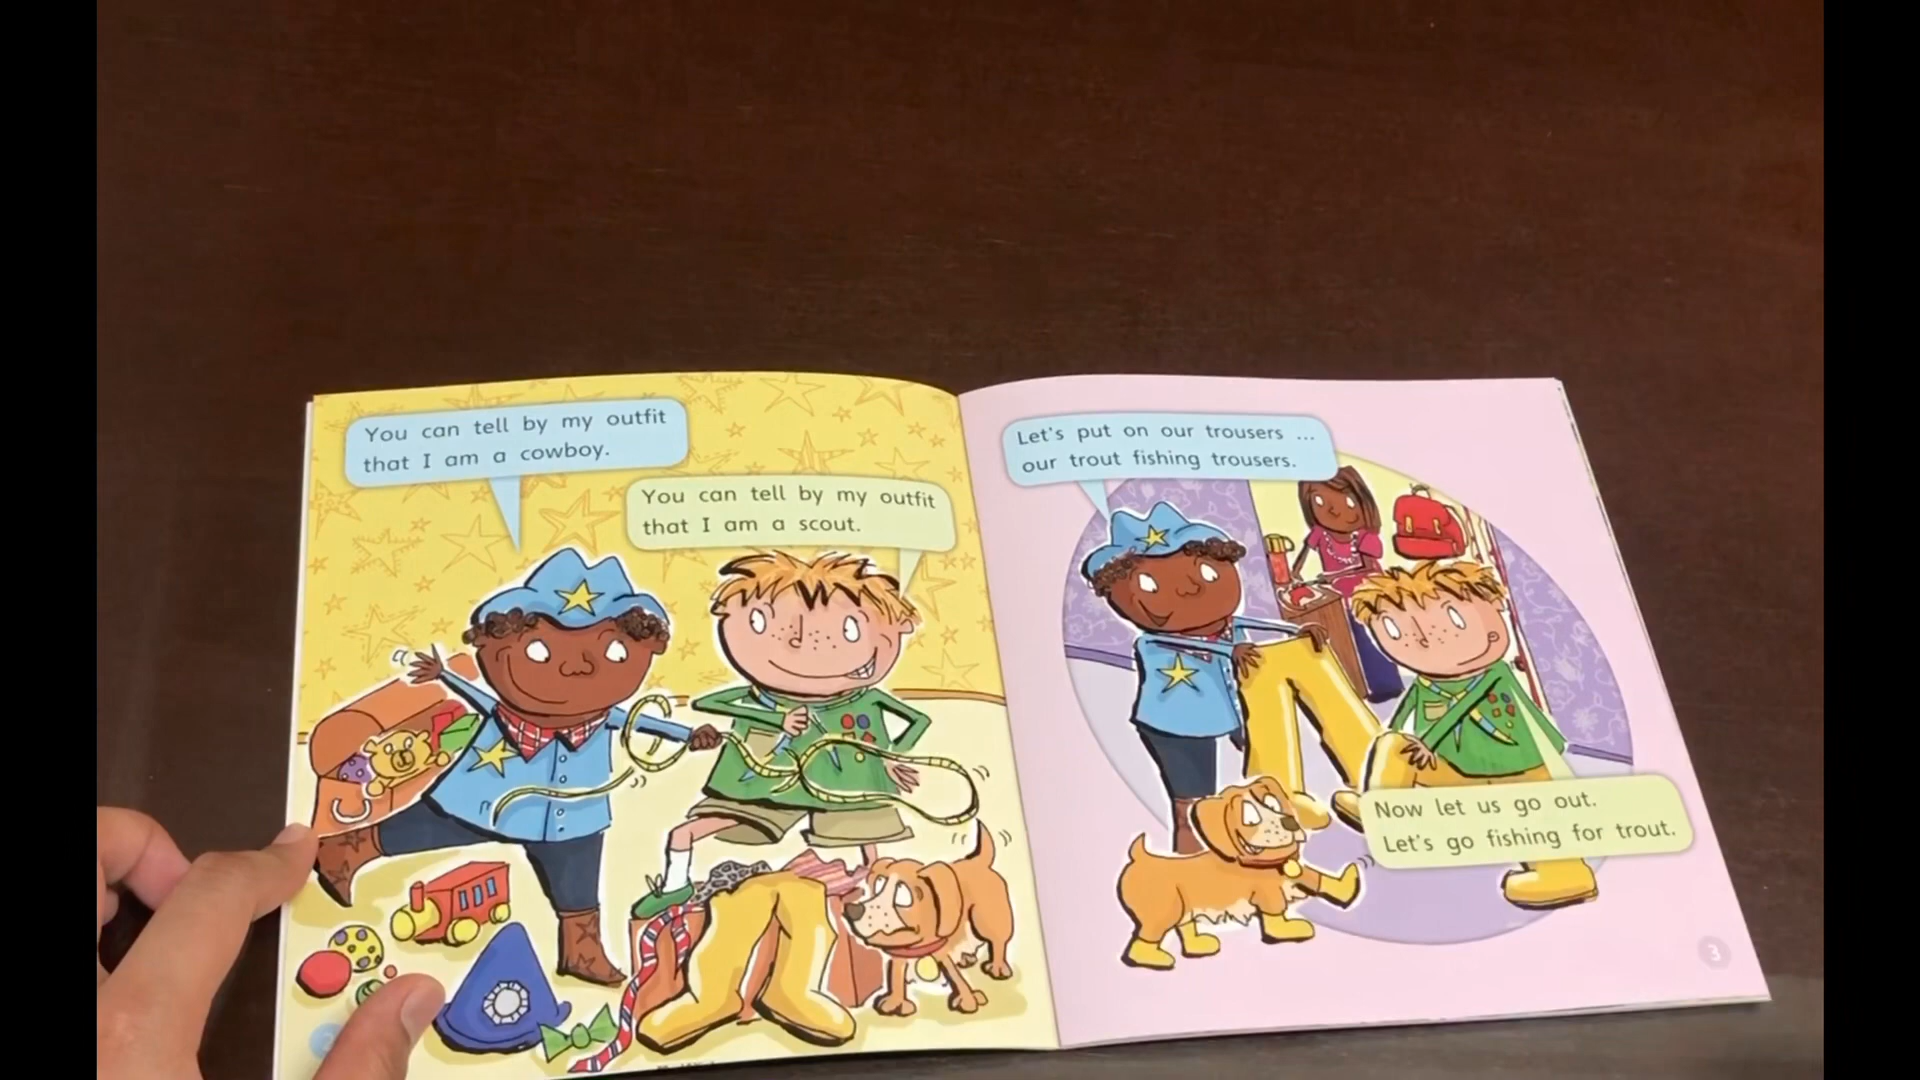 You can tell by my outfit
that I am a cowboy.
You can tell by my outfit
that I am a scout.
Let's put on our trousers ...
our trout fishing trousers.
Now let us go out.
Let's go fishing for trout.
3